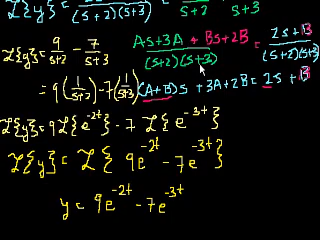 ℒ{y} = ———— (s+2)(s+3) s+2 s+3
ℒ{y} = 9/(s+2) - 7/(s+3)
(As+3A + Bs+2B)/((s+2)(s+3)) = (2s+13)/((s+2)(s+3))
= 9(1/(s+2)) - 7(1/(s+3))
(A+B)s + 3A+2B = 2s + 13
ℒ{y} = 9ℒ{e^-2t} - 7ℒ{e^-3t}
ℒ{y} = ℒ{9e^-2t - 7e^-3t}
y = 9e^-2t - 7e^-3t